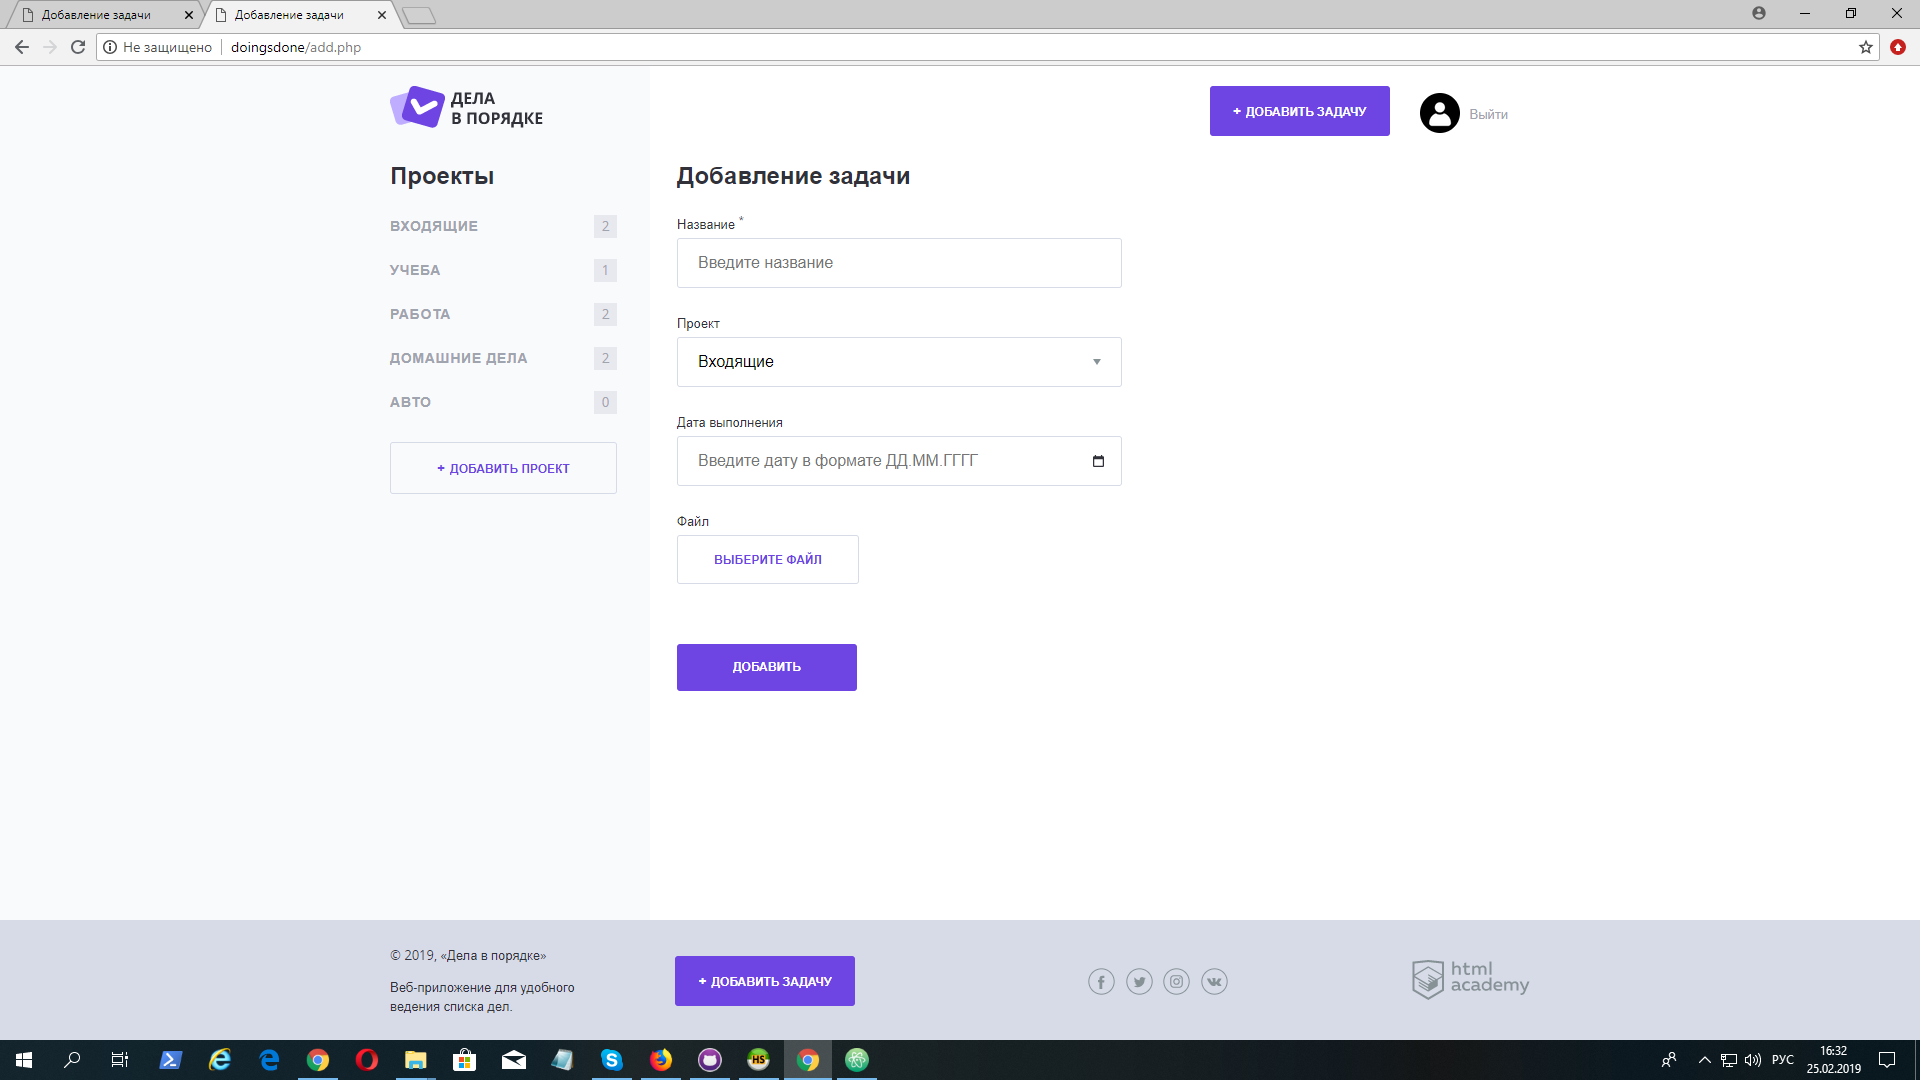 Добавление задачи
Добавление задачи
Не защищено
doingsdone/add.php
ДЕЛА
В ПОРЯДКЕ
+ ДОБАВИТЬ ЗАДАЧУ
Выйти
Проекты
ВХОДЯЩИЕ 2
УЧЕБА 1
РАБОТА 2
ДОМАШНИЕ ДЕЛА 2
АВТО 0
+ ДОБАВИТЬ ПРОЕКТ
Добавление задачи
Название *
Введите название
Проект
Входящие
Дата выполнения
Введите дату в формате ДД.ММ.ГГГГ
Файл
ВЫБЕРИТЕ ФАЙЛ
ДОБАВИТЬ
© 2019, «Дела в порядке»
Веб-приложение для удобного
ведения списка дел.
+ ДОБАВИТЬ ЗАДАЧУ
html
academy
HS
РУС
16:32
25.02.2019